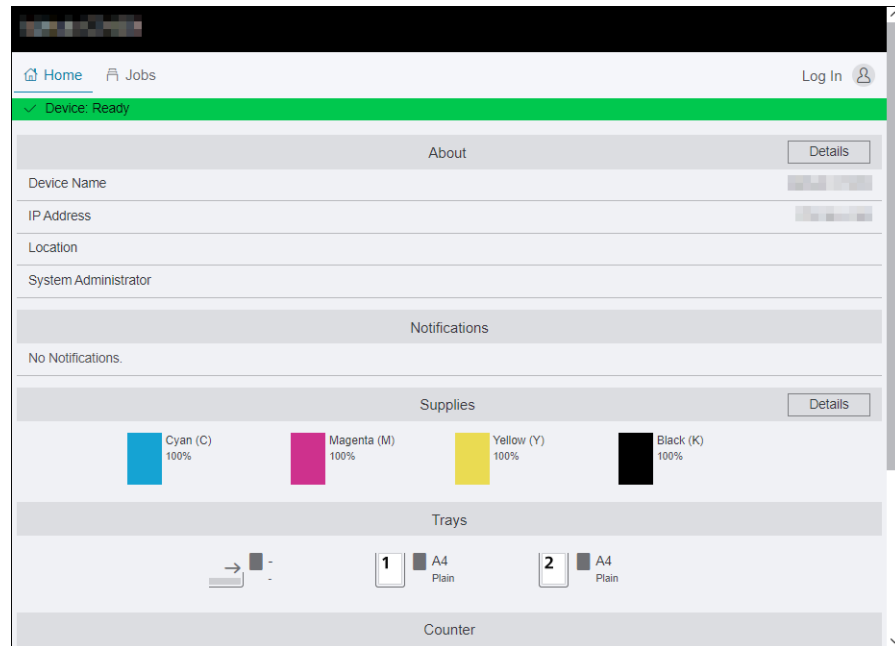 Home Jobs Log In
Device: Ready
About Details
Device Name
IP Address
Location
System Administrator
Notifications
No Notifications.
Supplies Details
Cyan (C) Magenta (M) Yellow (Y) Black (K)
100% 100% 100% 100%
Trays
- 1 A4 2 A4
- Plain Plain
Counter